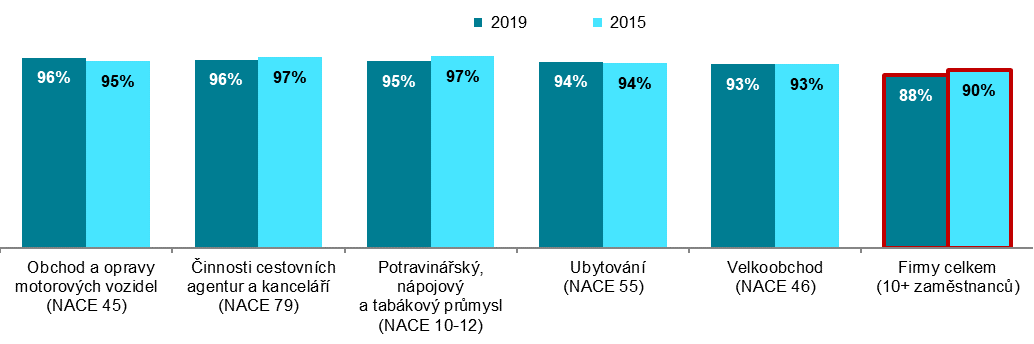 2019 2015
96% 95% 96% 97% 95% 97% 94% 94% 93% 93% 88% 90%
Obchod a opravy
motorových vozidel
(NACE 45)
Činnosti cestovních
agentur a kanceláří
(NACE 79)
Potravinářský,
nápojový
a tabákový průmysl
(NACE 10-12)
Ubytování
(NACE 55)
Velkoobchod
(NACE 46)
Firmy celkem
(10+ zaměstnanců)